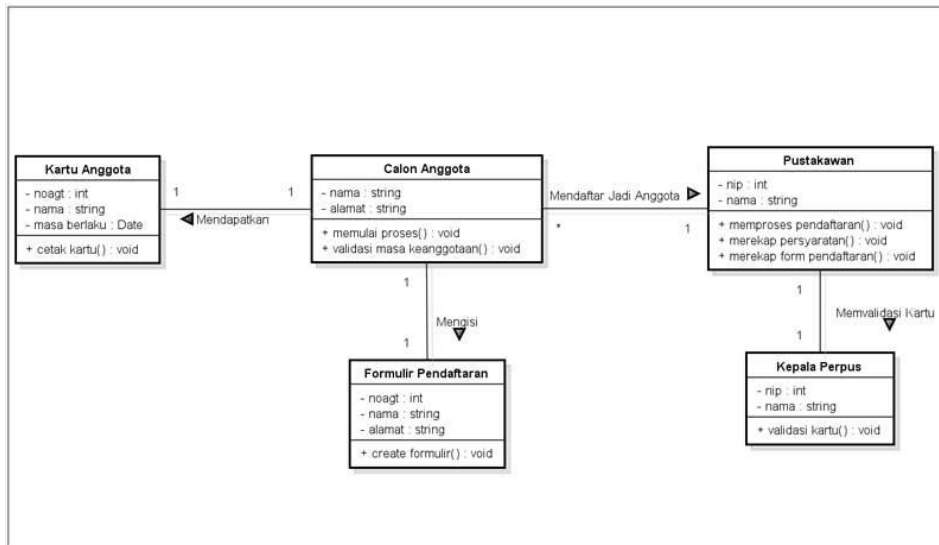 Kartu Anggota
- noagt : int
- nama : string
- masa berlaku : Date
+ cetak kartu() : void
1
1
Mendapatkan
Calon Anggota
- nama : string
- alamat : string
+ memulai proses() : void
+ validasi masa keanggotaan() : void
Mendaftar Jadi Anggota
*
1
Pustakawan
- nip : int
- nama : string
+ memproses pendaftaran() : void
+ merekap persyaratan() : void
+ merekap form pendaftaran() : void
1
Mengisi
1
Formulir Pendaftaran
- noagt : int
- nama : string
- alamat : string
+ create formulir() : void
1
Memvalidasi Kartu
1
Kepala Perpus
- nip : int
- nama : string
+ validasi kartu() : void